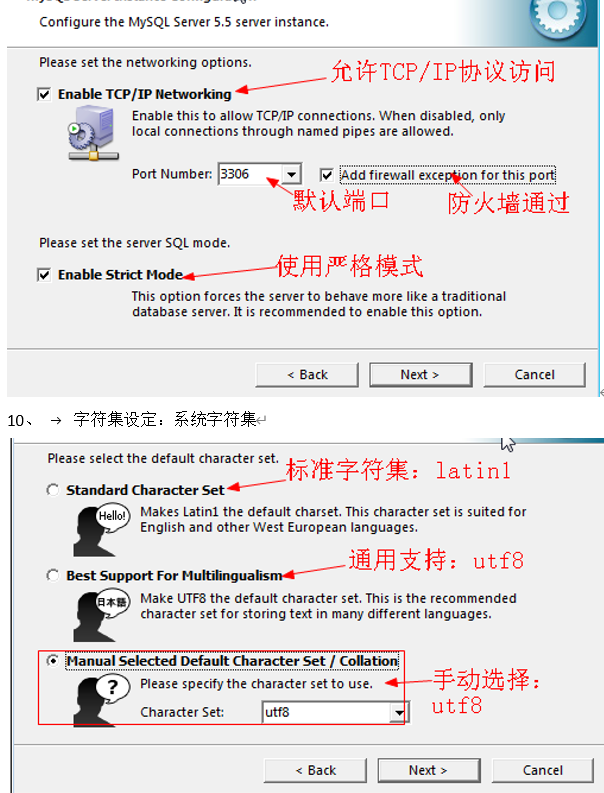 Configure the MySQL Server 5.5 server instance.
Please set the networking options.
允许TCP/IP协议访问
Enable TCP/IP Networking
Enable this to allow TCP/IP connections. When disabled, only
local connections through named pipes are allowed.
Port Number: 3306
Add firewall exception for this port
默认端口
防火墙通过
Please set the server SQL mode.
使用严格模式
Enable Strict Mode
This option forces the server to behave more like a traditional
database server. It is recommended to enable this option.
< Back
Next >
Cancel
10、 → 字符集设定：系统字符集↵
Please select the default character set.
标准字符集：latin1
Standard Character Set
Hello!
Makes Latin1 the default charset. This character set is suited for
English and other West European languages.
通用支持：utf8
Best Support For Multilingualism
日本語
Make UTF8 the default character set. This is the recommended
character set for storing text in many different languages.
Manual Selected Default Character Set / Collation
?
Please specify the character set to use.
手动选择：
utf8
Character Set: utf8
< Back
Next >
Cancel